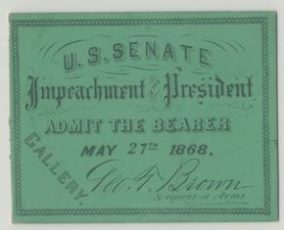 U.S. SENATE
Impeachment of the President
ADMIT THE BEARER
MAY 27TH 1868.
GALLERY.
Geo. T. Brown
Sergeant at Arms